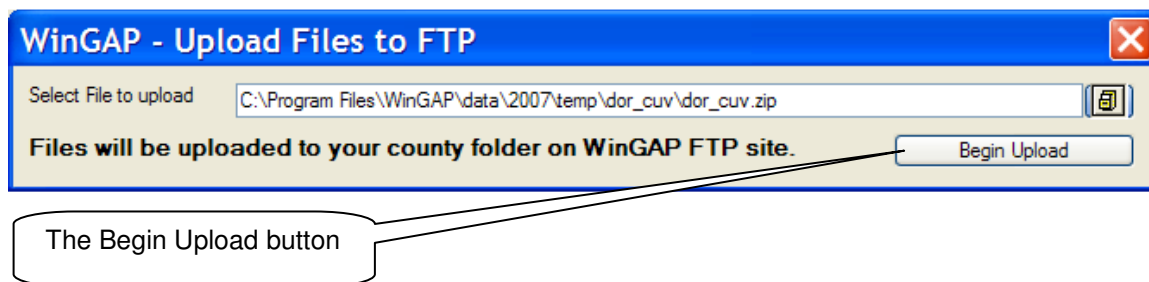 WinGAP - Upload Files to FTP
Select File to upload
C:\Program Files\WinGAP\data\2007\temp\dor_cuv\dor_cuv.zip
Files will be uploaded to your county folder on WinGAP FTP site.
Begin Upload
The Begin Upload button